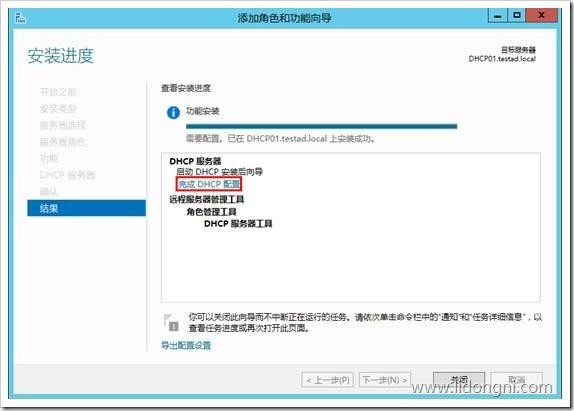 添加角色和功能向导
安装进度
目标服务器
DHCP01.testad.local
开始之前
安装类型
服务器选择
服务器角色
功能
DHCP 服务器
确认
结果
查看安装进度
功能安装
需要配置。已在 DHCP01.testad.local 上安装成功。
DHCP 服务器
启动 DHCP 安装后向导
完成 DHCP 配置
远程服务器管理工具
角色管理工具
DHCP 服务器工具
1
你可以关闭此向导而不中断正在运行的任务。请依次单击命令栏中的“通知”和“任务详细信息”，以
查看任务进度或再次打开此页面。
导出配置设置
< 上一步(P)
下一步(N) >
关闭
取消
www.lidongni.com